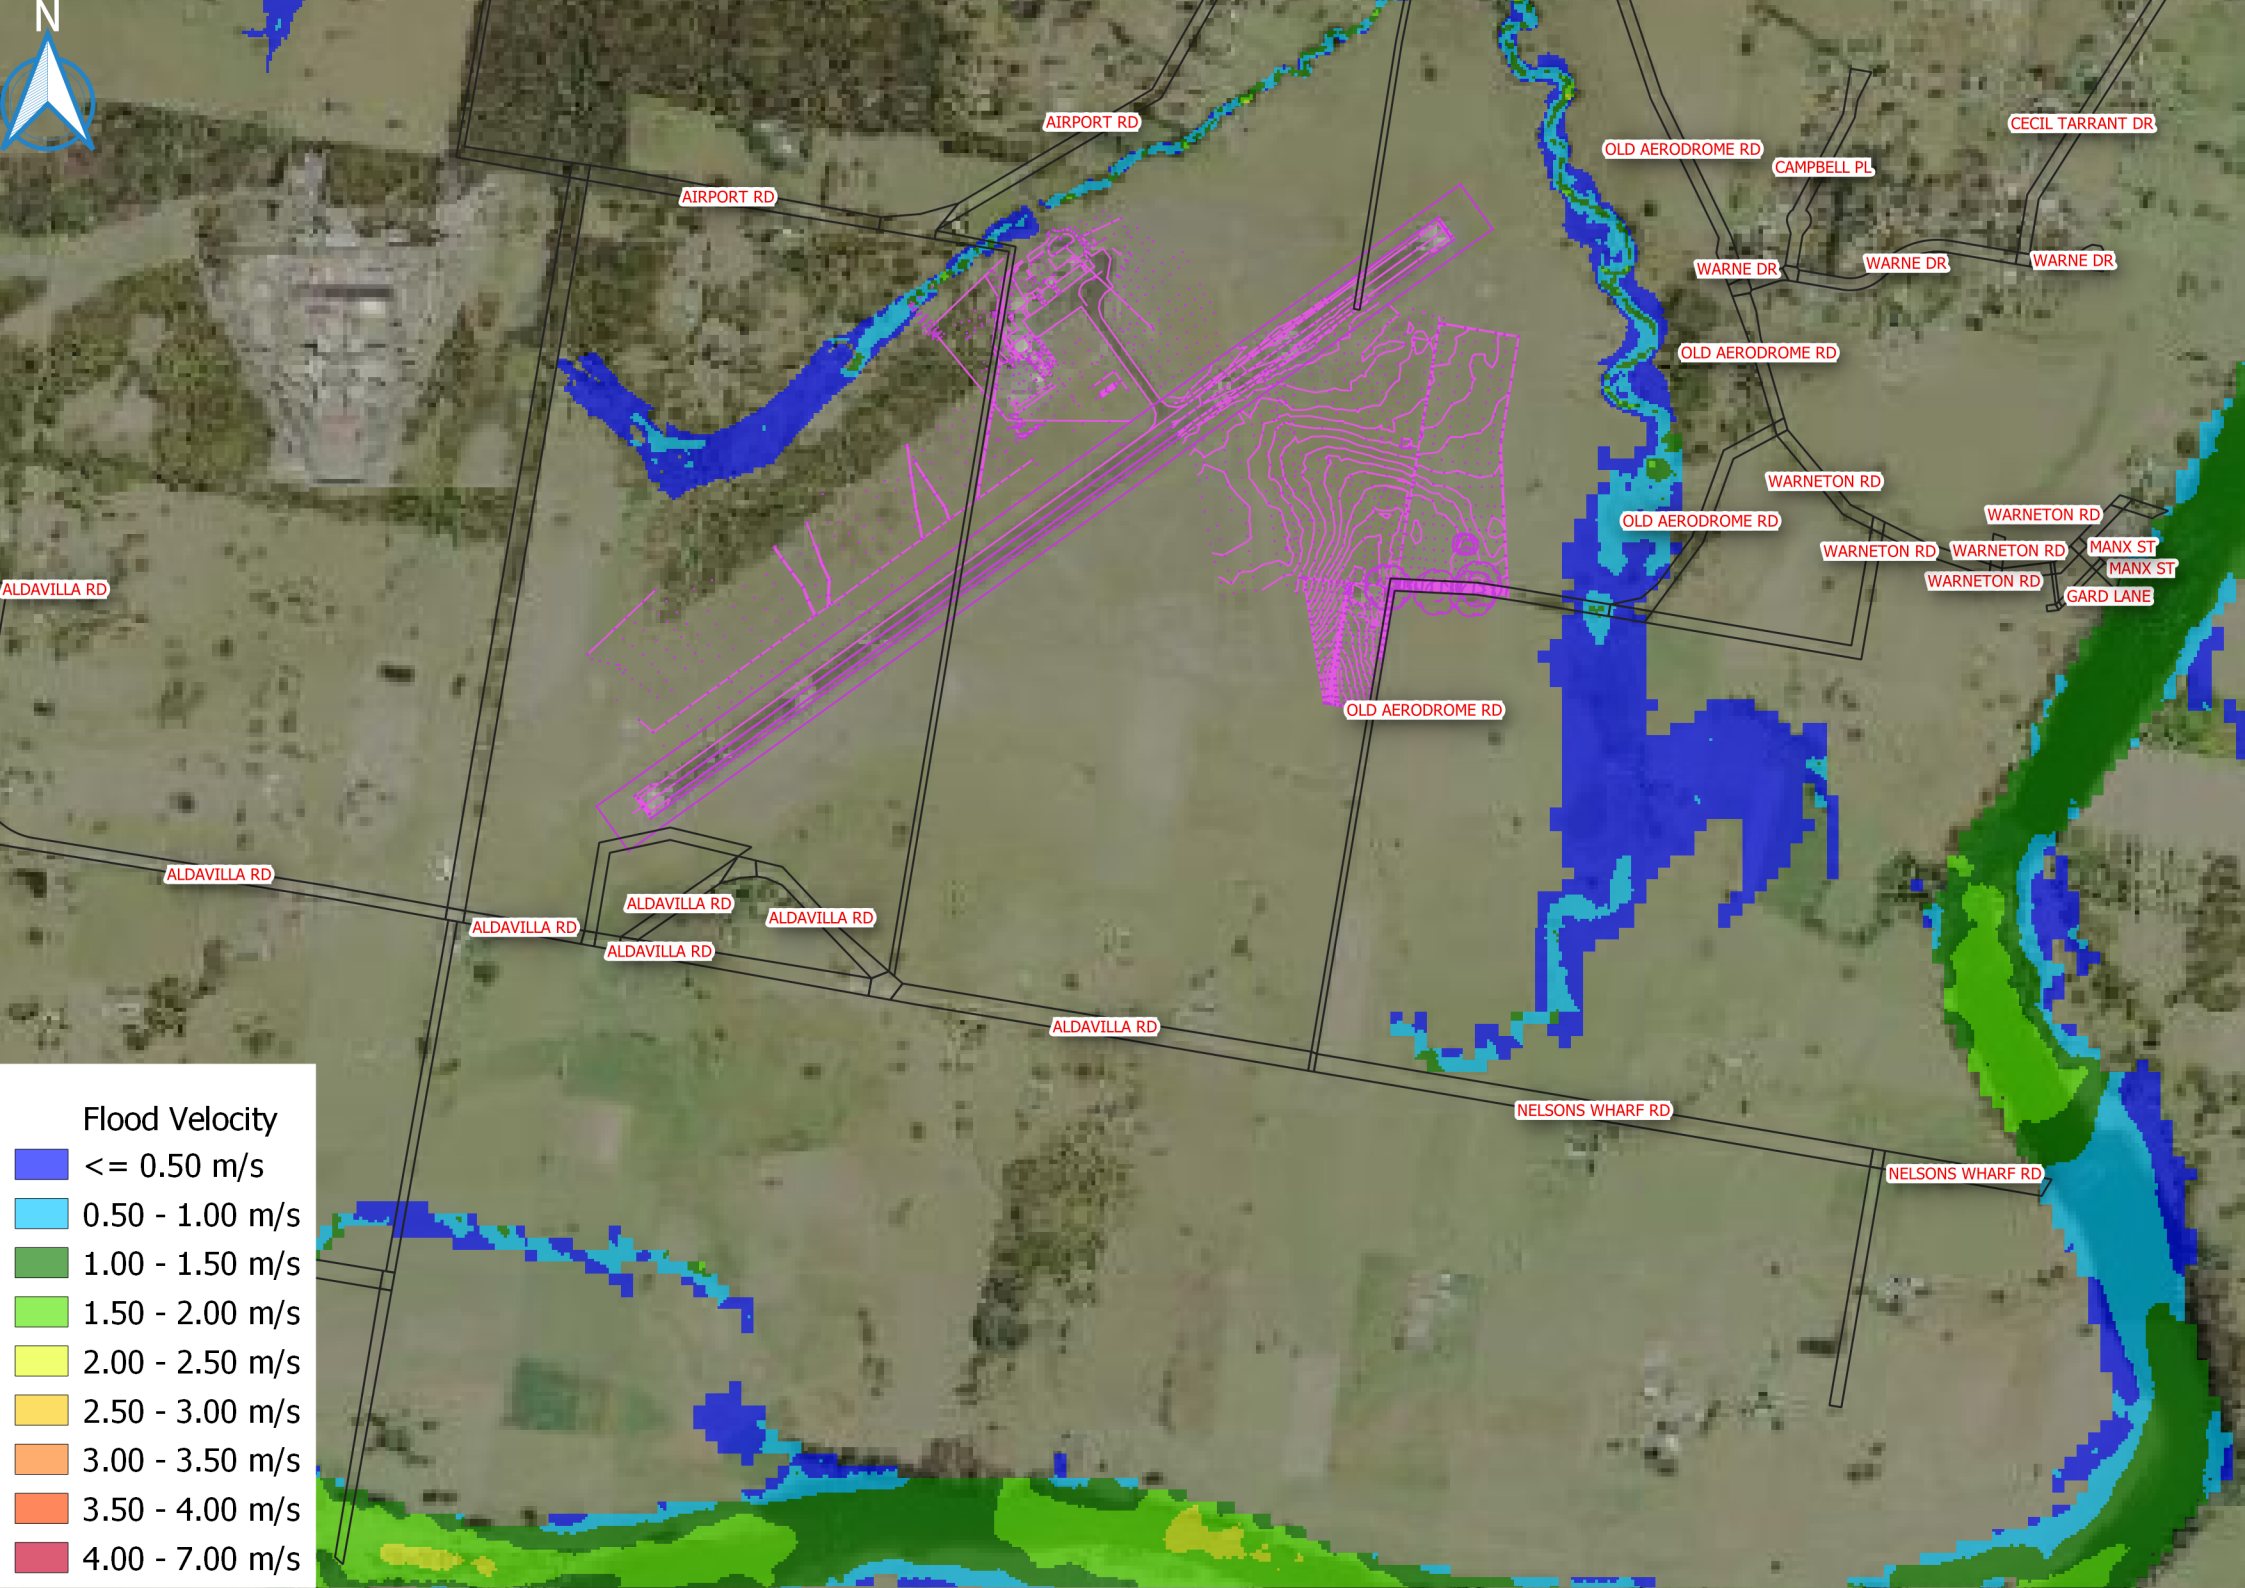 N
AIRPORT RD
OLD AERODROME RD
CECIL TARRANT DR
CAMPBELL PL
AIRPORT RD
WARNE DR
WARNE DR
WARNE DR
OLD AERODROME RD
WARNETON RD
WARNETON RD
OLD AERODROME RD
WARNETON RD
WARNETON RD
MANX ST
MANX ST
WARNETON RD
GARD LANE
ALDAVILLA RD
OLD AERODROME RD
ALDAVILLA RD
ALDAVILLA RD
ALDAVILLA RD
ALDAVILLA RD
ALDAVILLA RD
ALDAVILLA RD
NELSONS WHARF RD
NELSONS WHARF RD
Flood Velocity
<= 0.50 m/s
0.50 - 1.00 m/s
1.00 - 1.50 m/s
1.50 - 2.00 m/s
2.00 - 2.50 m/s
2.50 - 3.00 m/s
3.00 - 3.50 m/s
3.50 - 4.00 m/s
4.00 - 7.00 m/s